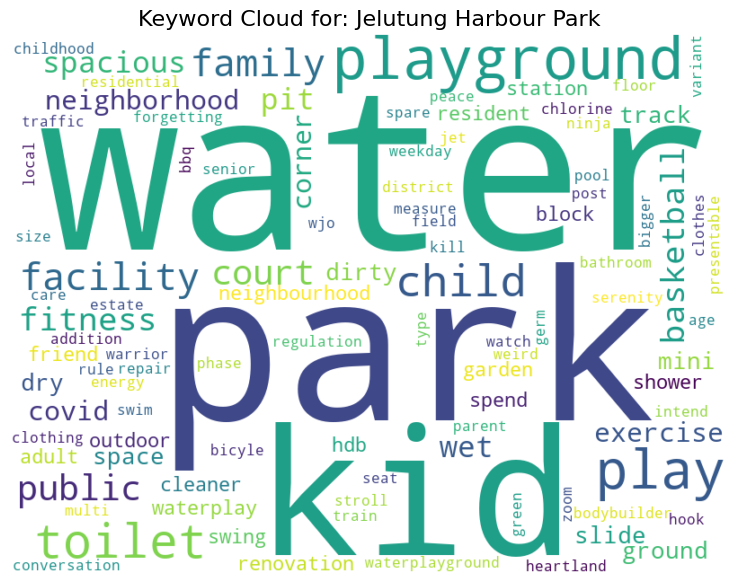 Keyword Cloud for: Jelutung Harbour Park
childhood
spacious
family
playground
variant
residential
neighborhood
pit
corner
peace
station
floor
traffic
forgetting
spare
resident
chlorine
track
jet
ninja
local
bbq
senior
weekday
water
district
pool
basketball
measure
post
size
wjo
field
block
bigger
clothes
presentable
kill
facility
court
dirty
child
bathroom
care
estate
neighbourhood
serenity
fitness
park
age
addition
regulation
type
watch
germ
friend
warrior
phase
weird
mini
rule
repair
garden
dry
energy
shower
covid
swim
spend
intend
clothing
outdoor
bicyle
kid
parent
exercise
adult
space
hdb
wet
public
cleaner
seat
play
multi
waterplay
stroll
train
green
zoom
bodybuilder
hook
toilet
swing
slide
ground
conversation
renovation
waterplayground
heartland